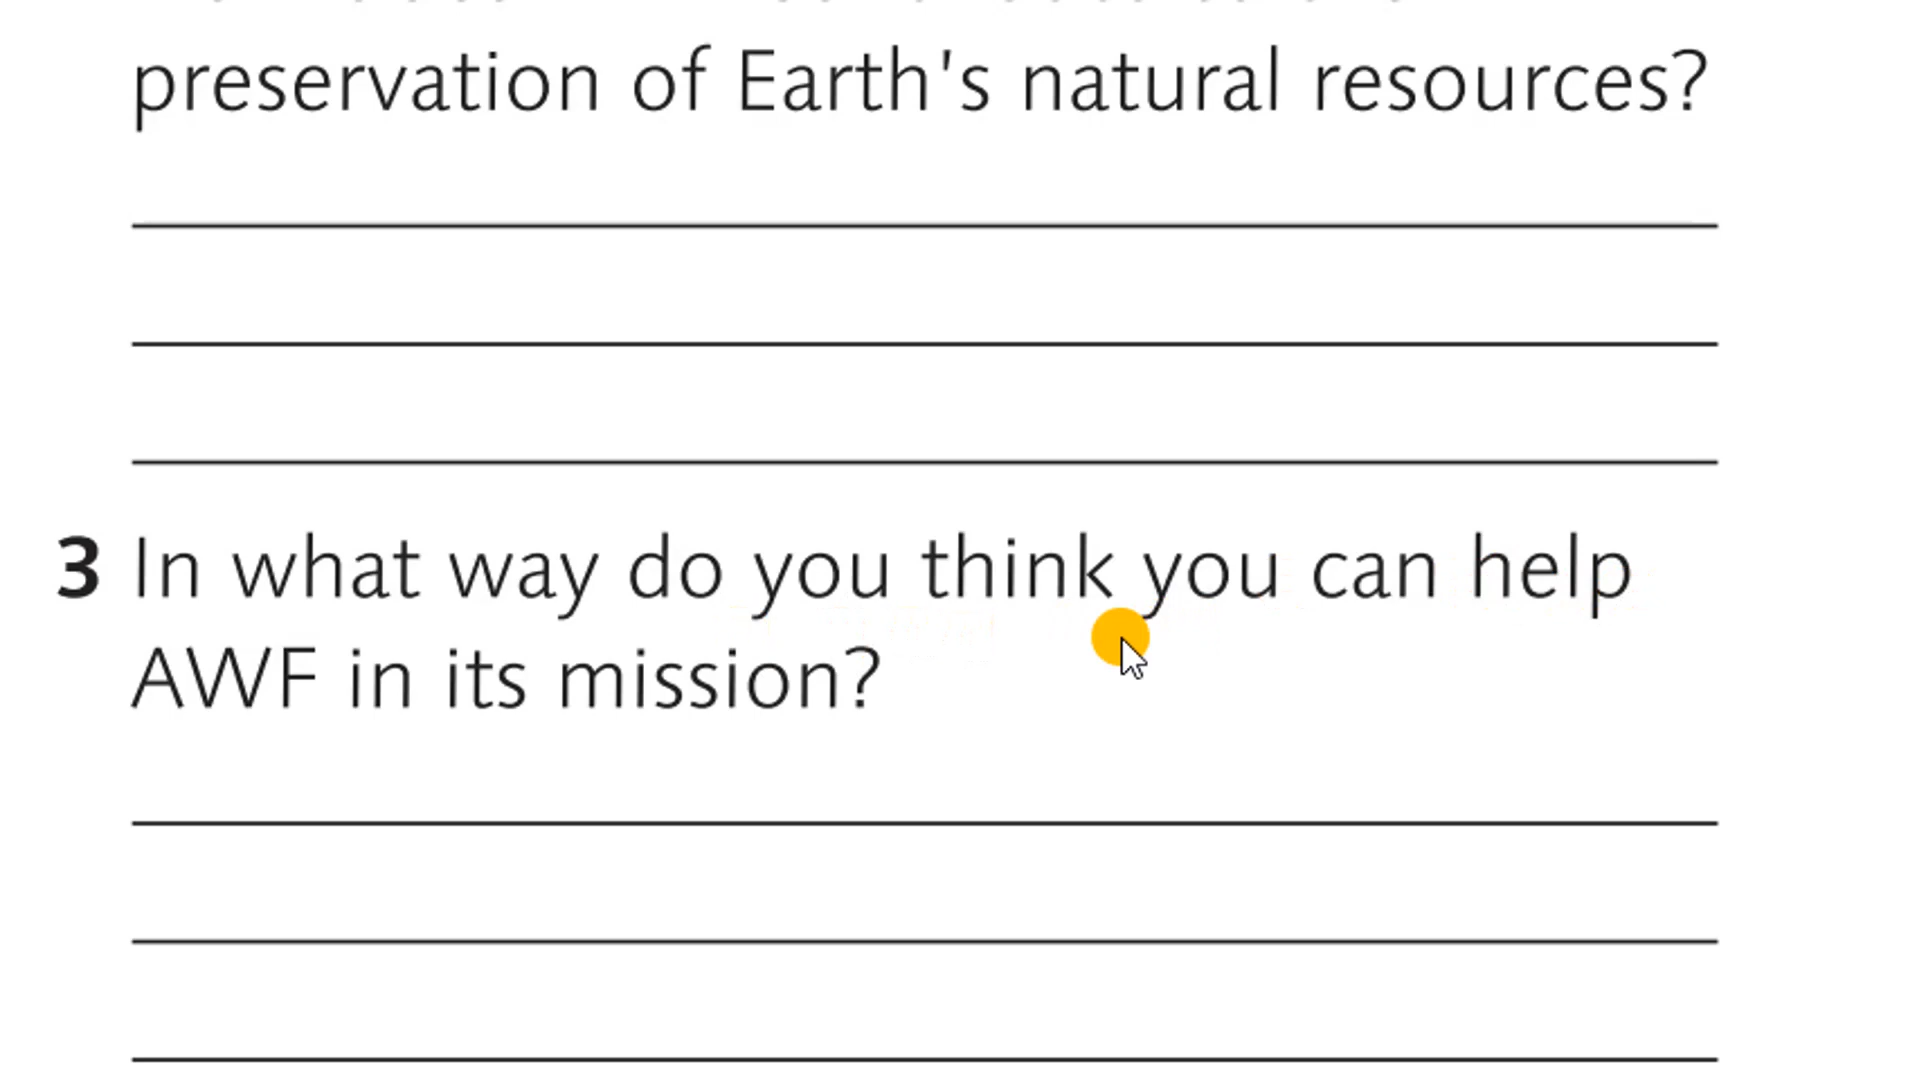 preservation of Earth's natural resources?
3 In what way do you think you can help
AWF in its mission?